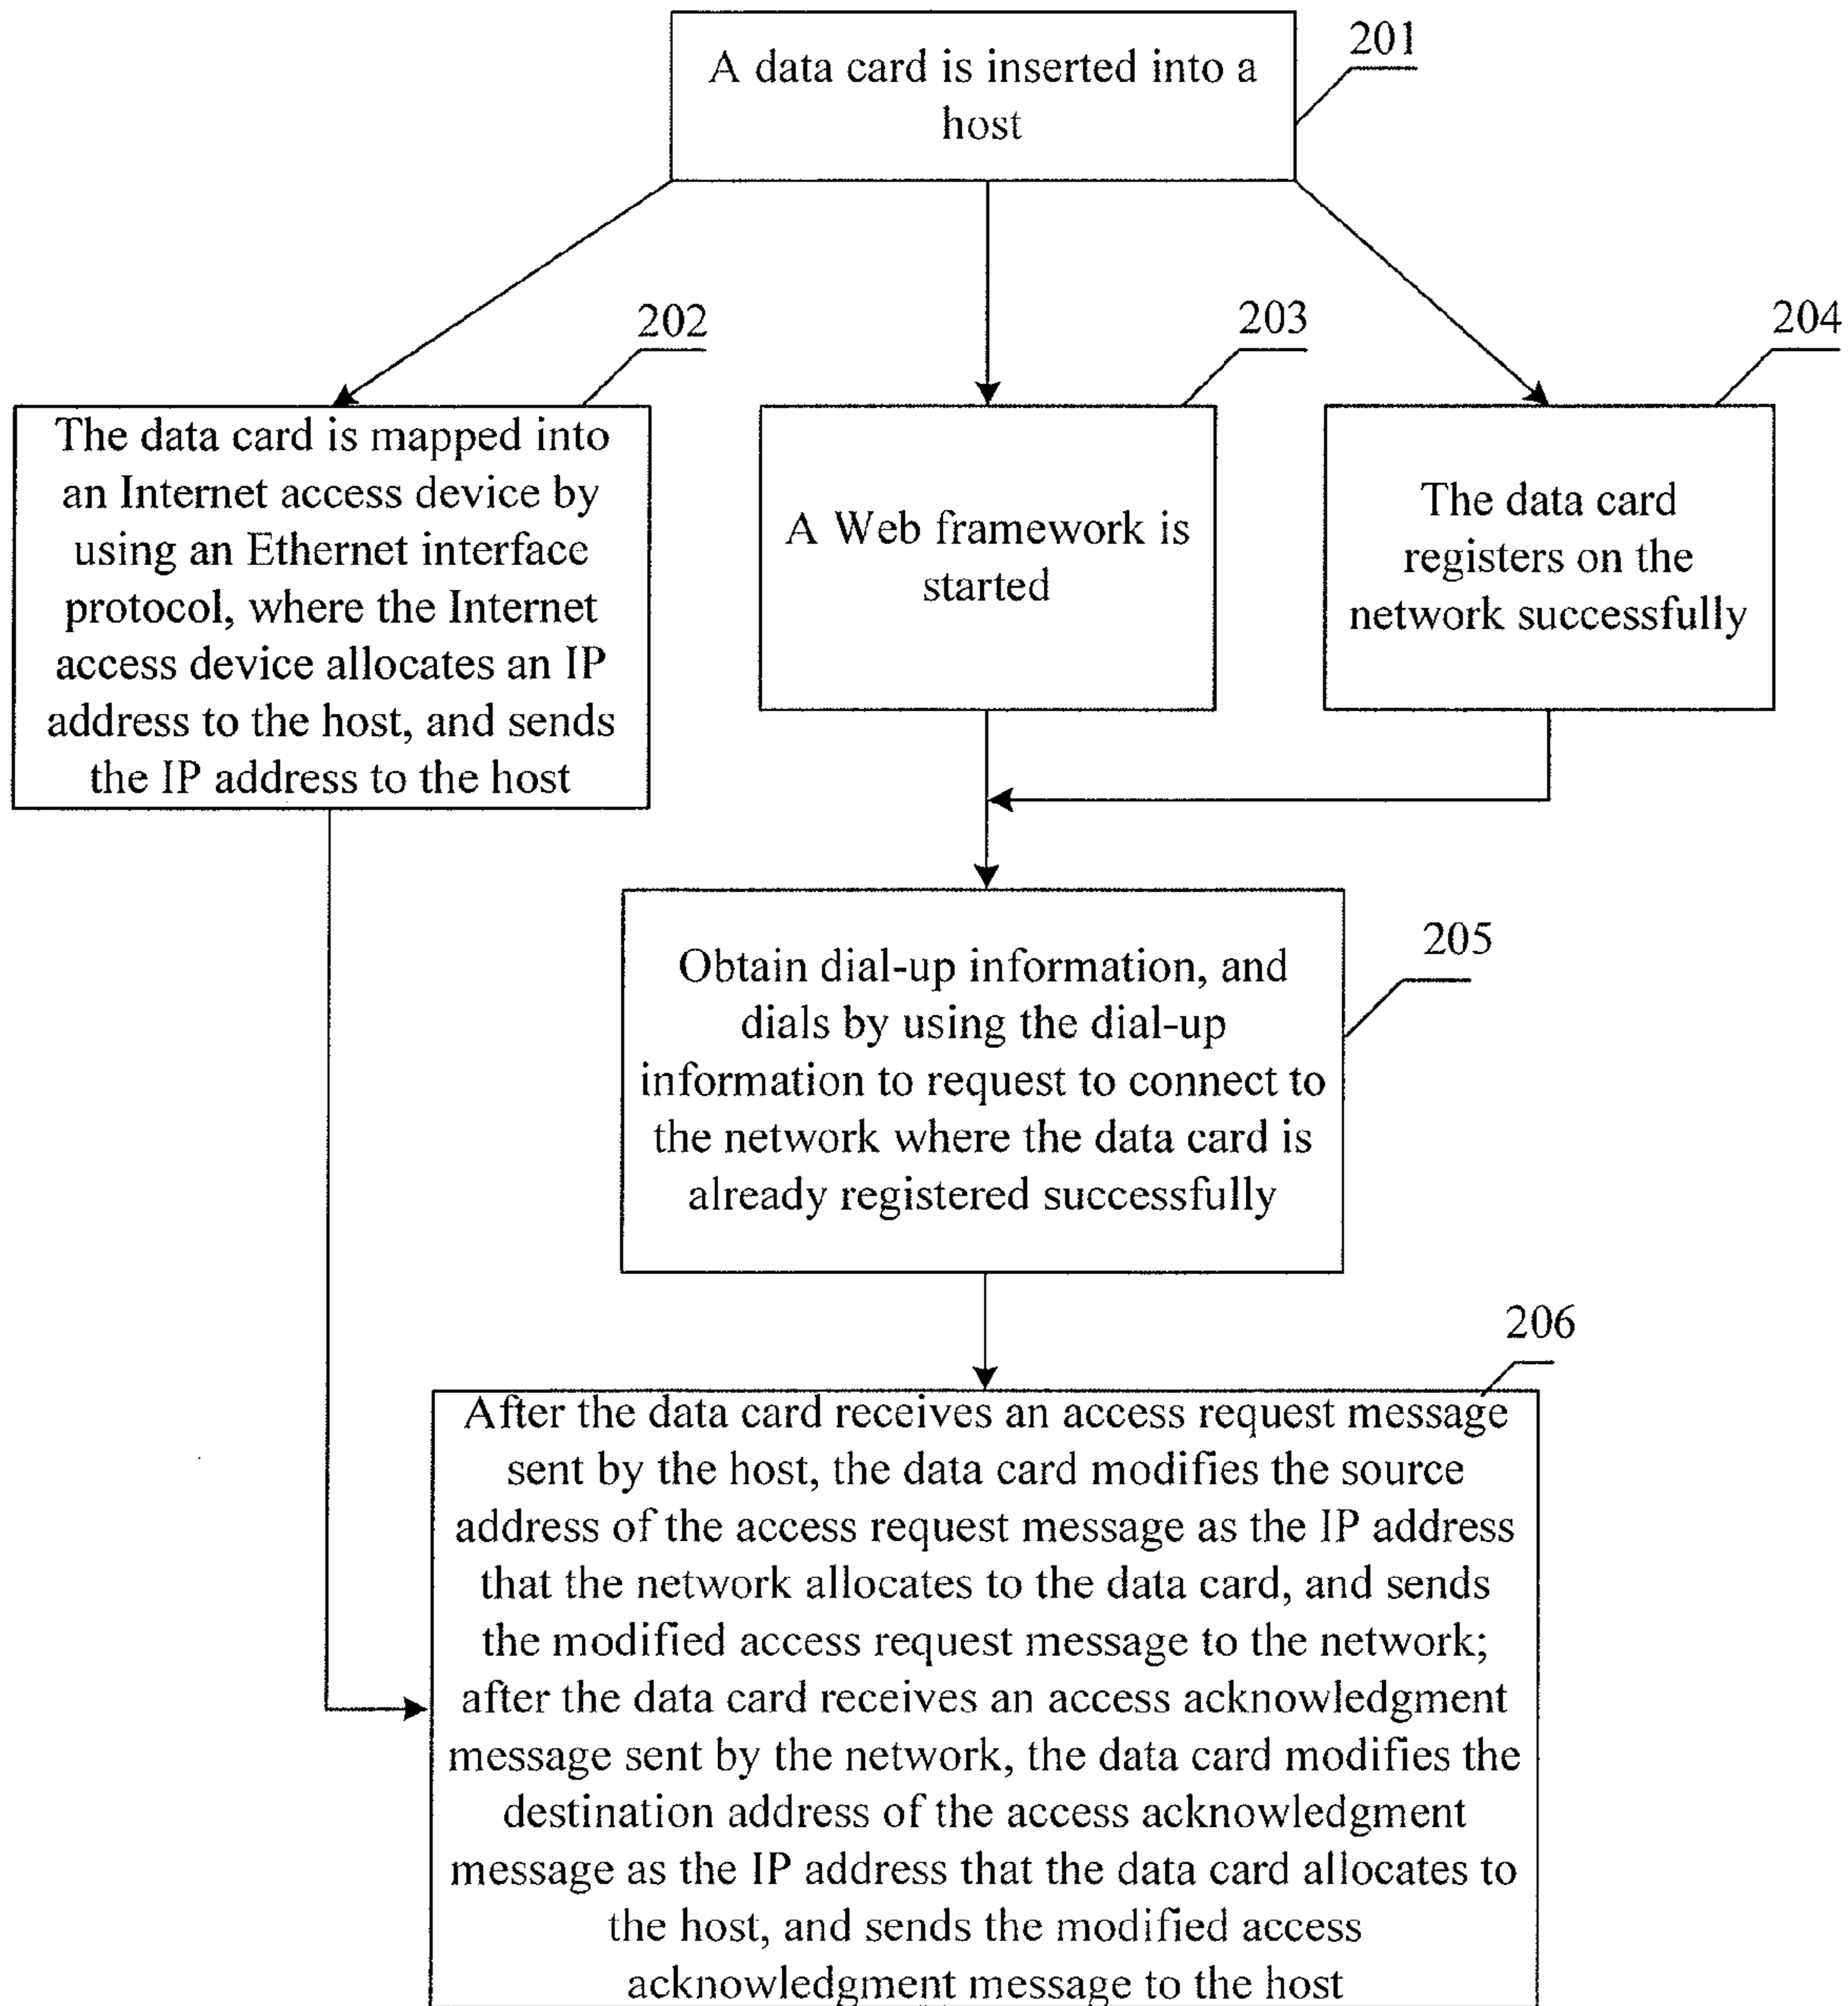 201
A data card is inserted into a
host
202
203
204
The data card is mapped into
an Internet access device by
using an Ethernet interface
protocol, where the Internet
access device allocates an IP
address to the host, and sends
the IP address to the host
A Web framework is
started
The data card
registers on the
network successfully
205
Obtain dial-up information, and
dials by using the dial-up
information to request to connect to
the network where the data card is
already registered successfully
206
After the data card receives an access request message
sent by the host, the data card modifies the source
address of the access request message as the IP address
that the network allocates to the data card, and sends
the modified access request message to the network;
after the data card receives an access acknowledgment
message sent by the network, the data card modifies the
destination address of the access acknowledgment
message as the IP address that the data card allocates to
the host, and sends the modified access
acknowledgment message to the host